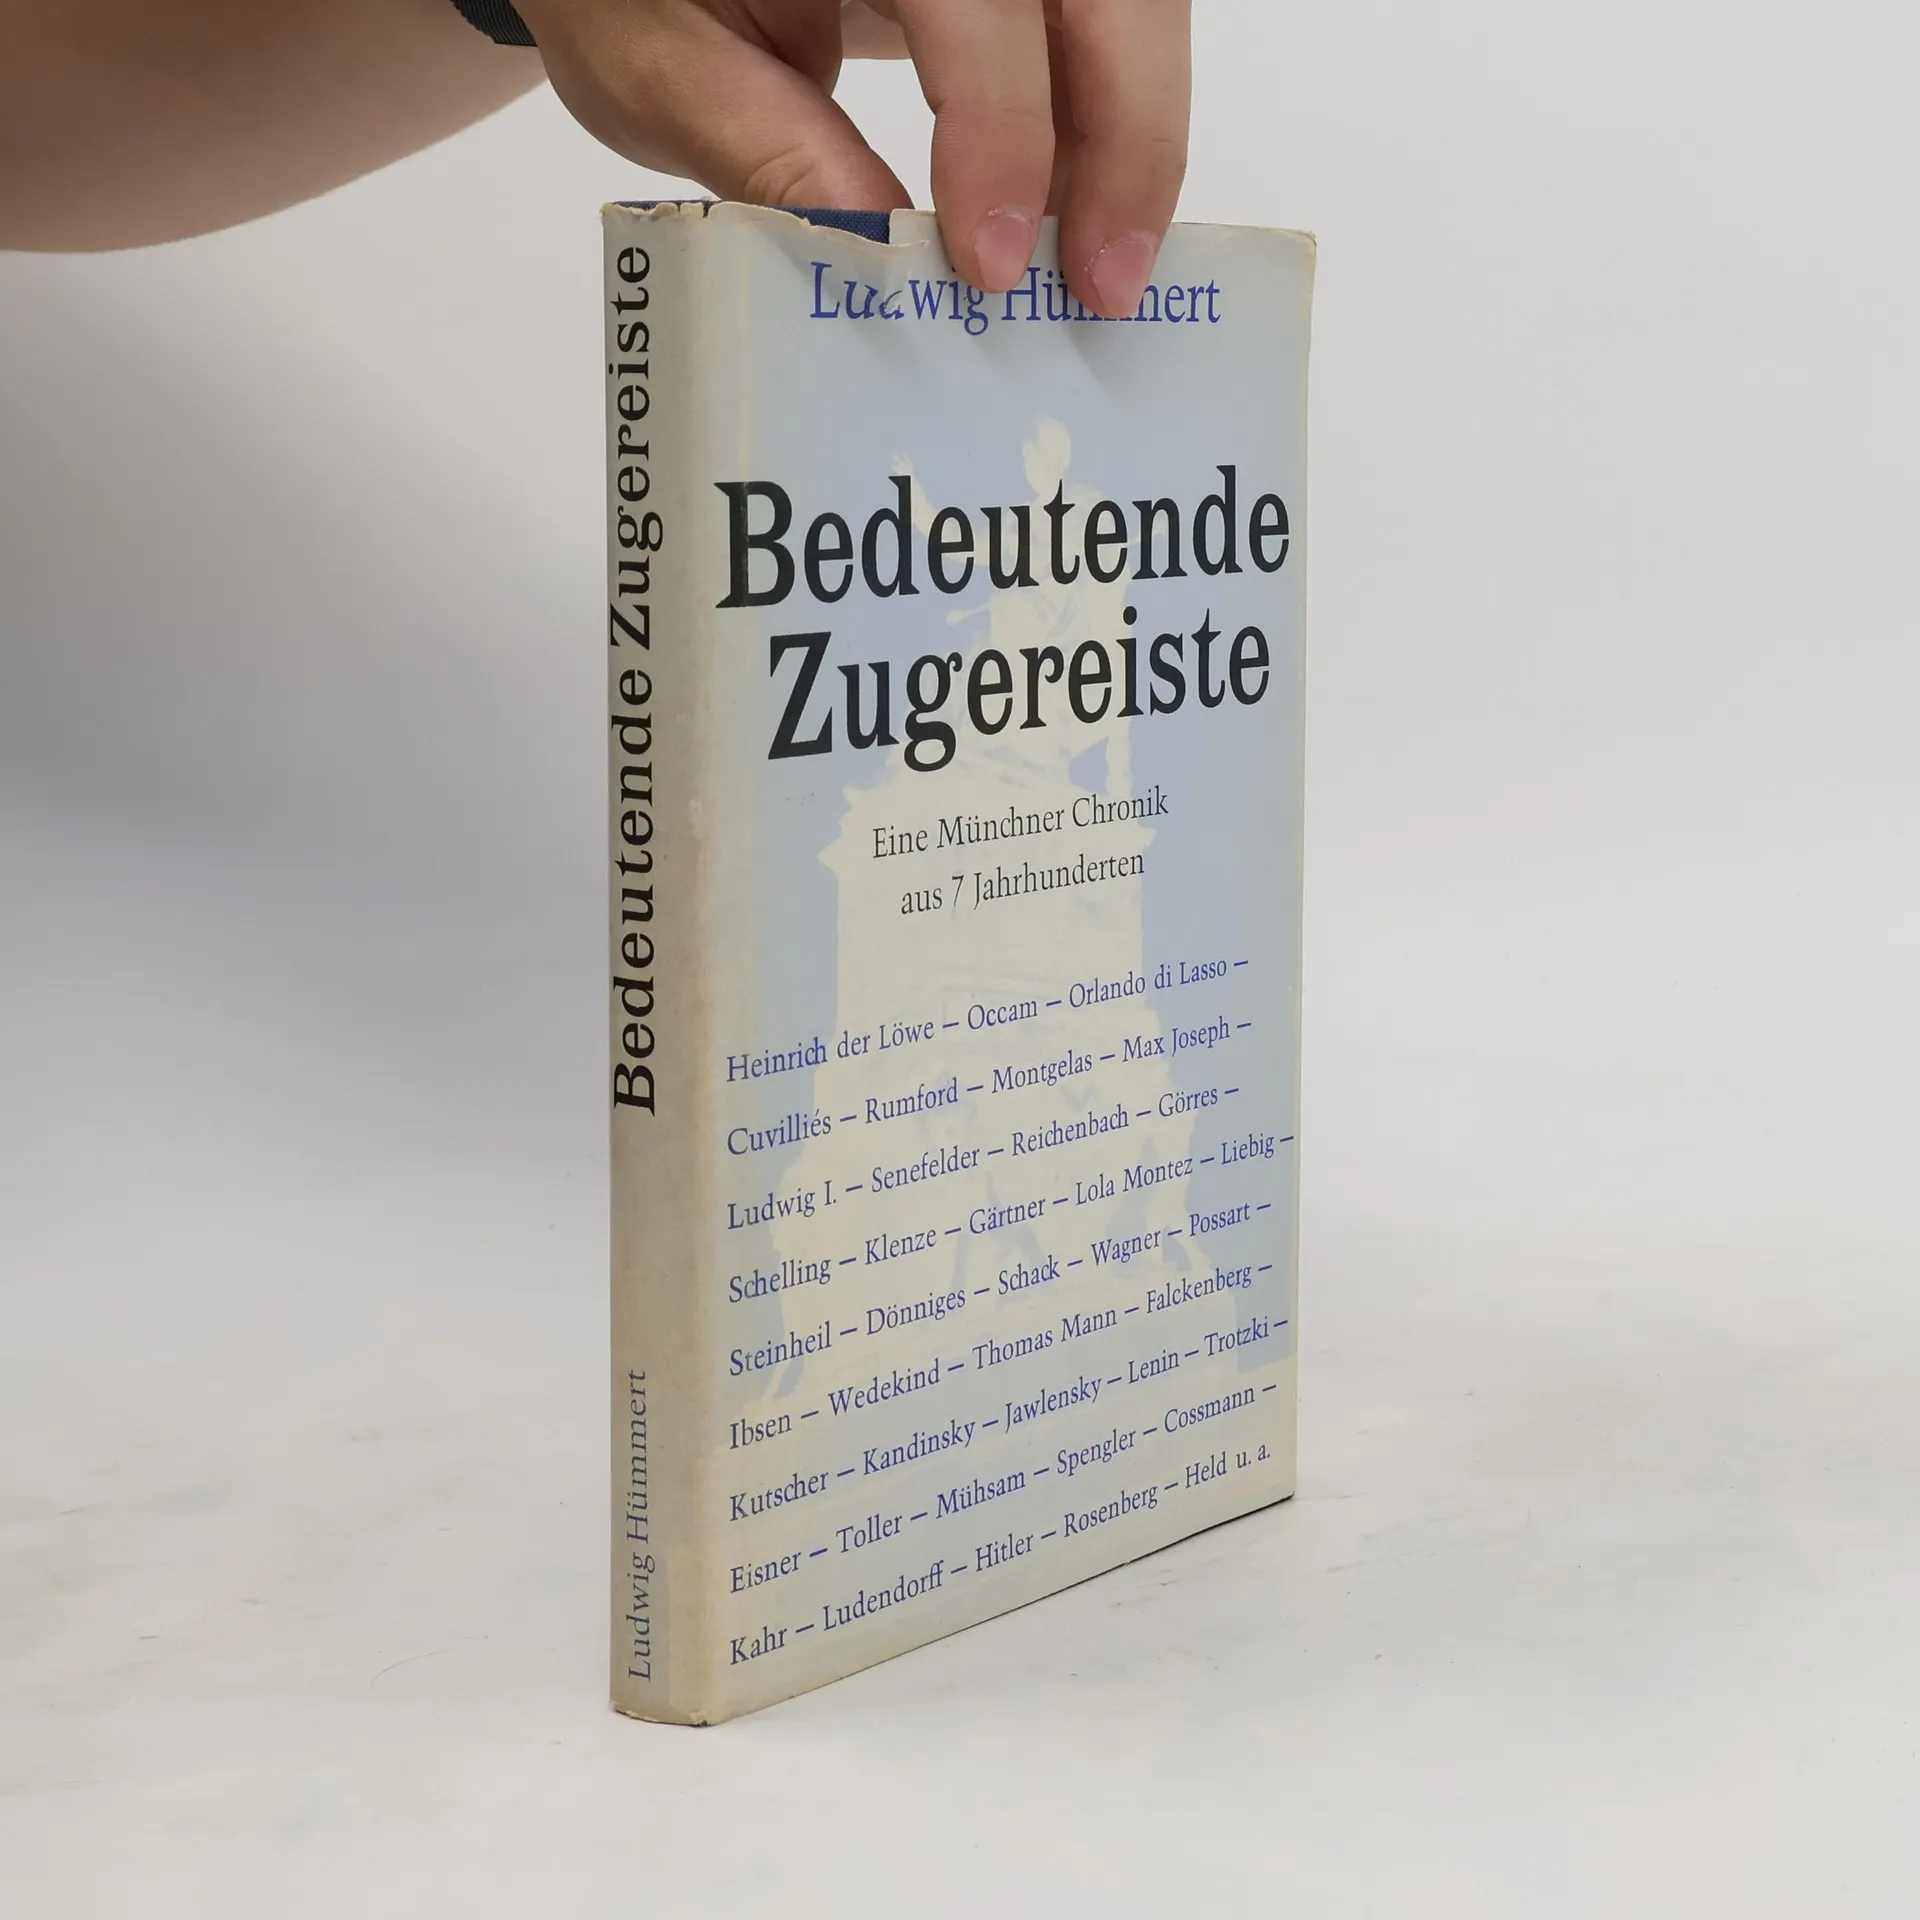 Ludwig Hümmert
Bedeutende
Zugereiste
Eine Münchner Chronik
aus 7 Jahrhunderten
Heinrich der Löwe – Occam – Orlando di Lasso –
Cuvilliés – Rumford – Montgelas – Max Joseph –
Ludwig I. – Senefelder – Reichenbach – Görres –
Schelling – Klenze – Gärtner – Lola Montez – Liebig –
Steinheil – Dönniges – Schack – Wagner – Possart –
Ibsen – Wedekind – Thomas Mann – Falckenberg –
Kutscher – Kandinsky – Jawlensky – Lenin – Trotzki –
Eisner – Toller – Mühsam – Spengler – Cossmann –
Kahr – Ludendorff – Hitler – Rosenberg – Held u. a.
Ludwig Hümmert Bedeutende Zugereiste